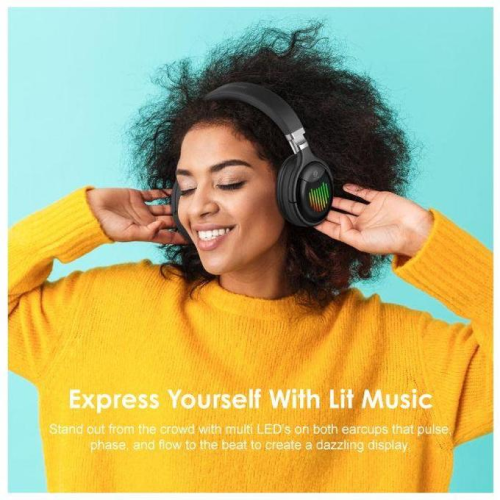 Express Yourself With Lit Music
Stand out from the crowd with multi LED's on both earcups that pulse,
phase, and flow to the beat to create a dazzling display.